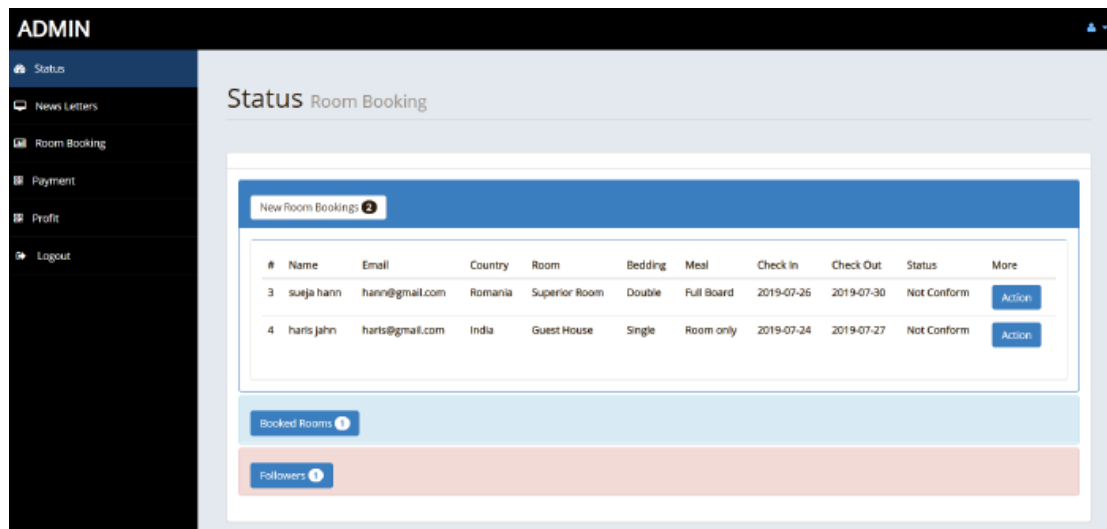 ADMIN
Status
News Letters
Room Booking
Payment
Profit
Logout
Status Room Booking
New Room Bookings 2
# Name Email Country Room Bedding Meal Check In Check Out Status More
3 sueja hann hann@gmail.com Romania Superior Room Double Full Board 2019-07-26 2019-07-30 Not Conform Action
4 haris jahn haris@gmail.com India Guest House Single Room only 2019-07-24 2019-07-27 Not Conform Action
Booked Rooms 1
Followers 1